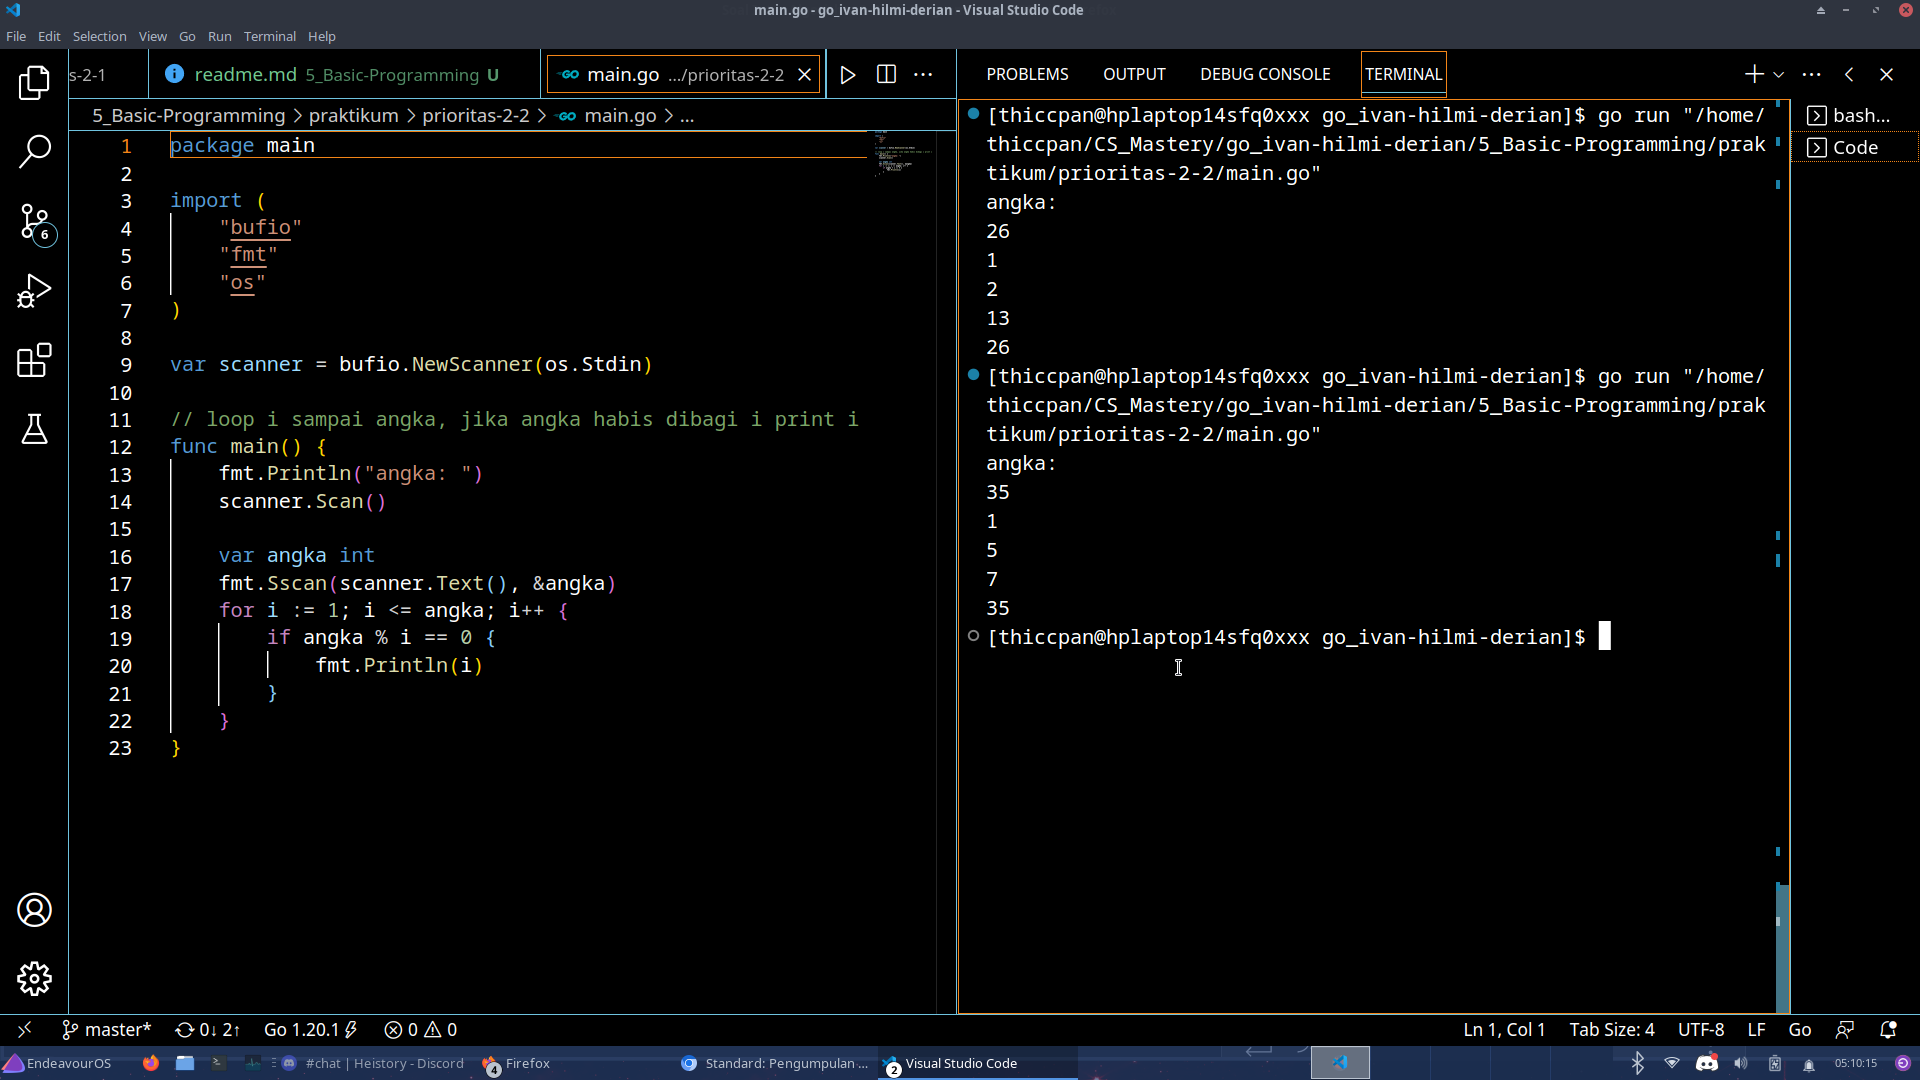 main.go - go_ivan-hilmi-derian - Visual Studio Code
File Edit Selection View Go Run Terminal Help
s-2-1
readme.md 5_Basic-Programming U
main.go .../prioritas-2-2
5_Basic-Programming > praktikum > prioritas-2-2 > main.go > ...
1 package main
2
3 import (
4 "bufio"
5 "fmt"
6 "os"
7 )
8
9 var scanner = bufio.NewScanner(os.Stdin)
10
11 // loop i sampai angka, jika angka habis dibagi i print i
12 func main() {
13 fmt.Println("angka: ")
14 scanner.Scan()
15
16 var angka int
17 fmt.Sscan(scanner.Text(), &angka)
18 for i := 1; i <= angka; i++ {
19 if angka % i == 0 {
20 fmt.Println(i)
21 }
22 }
23 }
PROBLEMS OUTPUT DEBUG CONSOLE TERMINAL
[thiccpan@hplaptop14sfq0xxx go_ivan-hilmi-derian]$ go run "/home/
thiccpan/CS_Mastery/go_ivan-hilmi-derian/5_Basic-Programming/prak
tikum/prioritas-2-2/main.go"
angka:
26
1
2
13
26
[thiccpan@hplaptop14sfq0xxx go_ivan-hilmi-derian]$ go run "/home/
thiccpan/CS_Mastery/go_ivan-hilmi-derian/5_Basic-Programming/prak
tikum/prioritas-2-2/main.go"
angka:
35
1
5
7
35
[thiccpan@hplaptop14sfq0xxx go_ivan-hilmi-derian]$
bash...
Code
6
master* 0↓ 2↑ Go 1.20.1 0 0
Ln 1, Col 1 Tab Size: 4 UTF-8 LF Go
EndeavourOS
#chat | Heistory - Discord
4 Firefox
Standard: Pengumpulan ...
2 Visual Studio Code
05:10:15